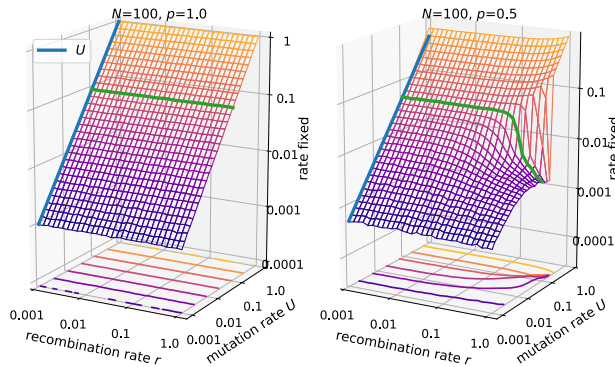 N=100, p=1.0
N=100, p=0.5
U
1
0.1
0.01
0.001
0.0001
rate fixed
0.1
0.01
0.001
0.0001
rate fixed
0.001
0.01
0.1
1.0
recombination rate r
0.001
0.01
0.1
1.0
mutation rate U
0.001
0.01
0.1
1.0
recombination rate r
0.001
0.01
0.1
1.0
mutation rate U